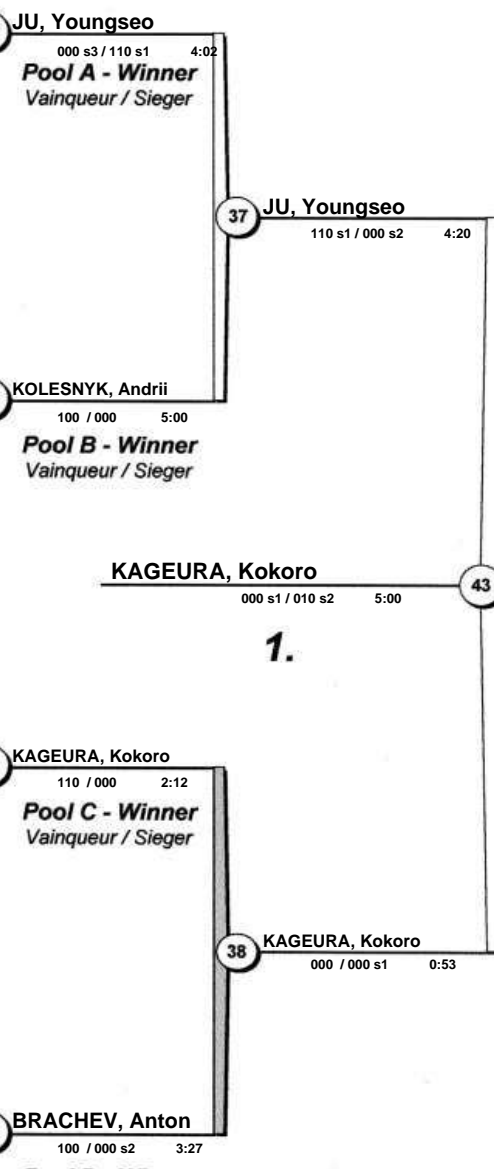 JU, Youngseo
000 s3 / 110 s1 4:02
Pool A - Winner
Vainqueur / Sieger
37
JU, Youngseo
110 s1 / 000 s2 4:20
KOLESNYK, Andrii
100 / 000 5:00
Pool B - Winner
Vainqueur / Sieger
KAGEURA, Kokoro
43
000 s1 / 010 s2 5:00
1.
KAGEURA, Kokoro
110 / 000 2:12
Pool C - Winner
Vainqueur / Sieger
38
KAGEURA, Kokoro
000 / 000 s1 0:53
BRACHEV, Anton
100 / 000 s2 3:27